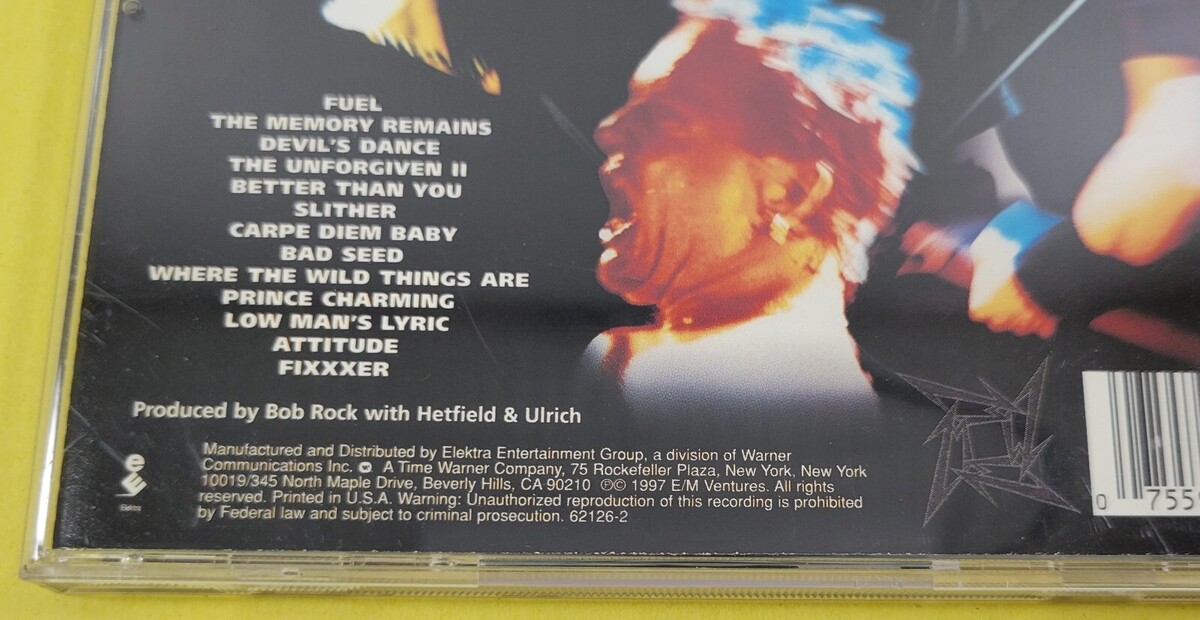 FUEL
THE MEMORY REMAINS
DEVIL'S DANCE
THE UNFORGIVEN II
BETTER THAN YOU
SLITHER
CARPE DIEM BABY
BAD SEED
WHERE THE WILD THINGS ARE
PRINCE CHARMING
LOW MAN'S LYRIC
ATTITUDE
FIXXXER
Produced by Bob Rock with Hetfield & Ulrich
Manufactured and Distributed by Elektra Entertainment Group, a division of Warner
Communications Inc. A Time Warner Company, 75 Rockefeller Plaza, New York, New York
10019/345 North Maple Drive, Beverly Hills, CA 90210 ℗© 1997 E/M Ventures. All rights
reserved. Printed in U.S.A. Warning: Unauthorized reproduction of this recording is prohibited
by Federal law and subject to criminal prosecution. 62126-2
Elektra
0 755